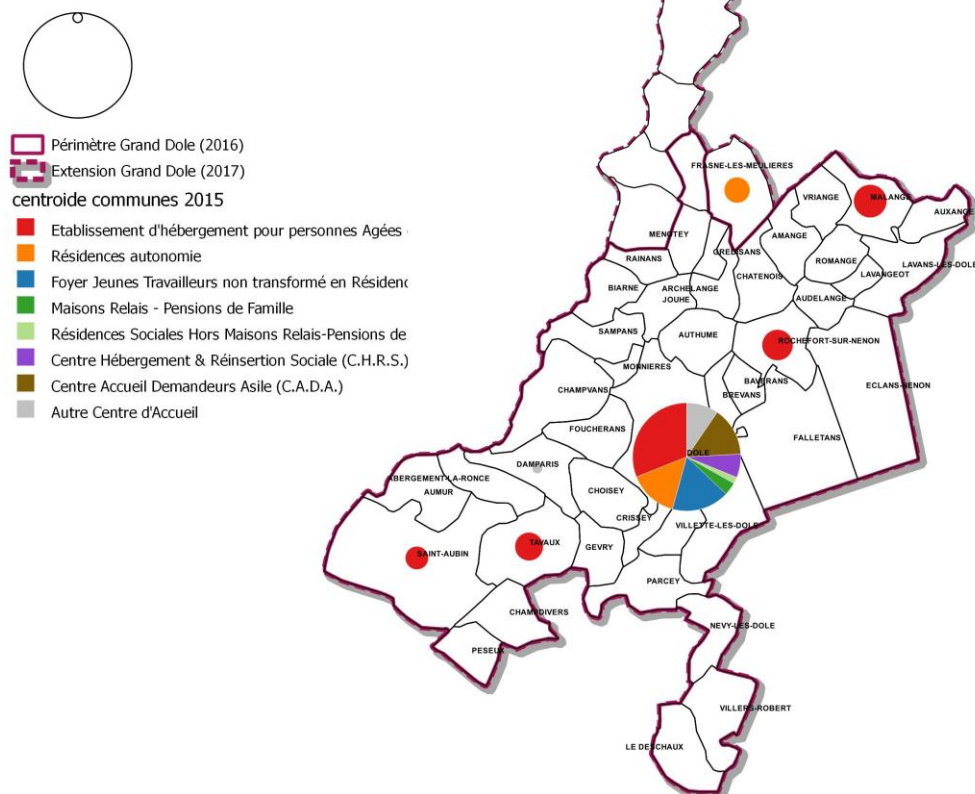 Périmètre Grand Dole (2016)
Extension Grand Dole (2017)
centroide communes 2015
Etablissement d'hébergement pour personnes Agées
Résidences autonomie
Foyer Jeunes Travailleurs non transformé en Résiden
Maisons Relais - Pensions de Famille
Résidences Sociales Hors Maisons Relais-Pensions de
Centre Hébergement & Réinsertion Sociale (C.H.R.S.)
Centre Accueil Demandeurs Asile (C.A.D.A.)
Autre Centre d'Accueil
FRASNE-LES-MEULIERES
VRIANGE
MALANGE
AUXANGE
MENOTEY
GREDISANS
AMANGE
RAINANS
ROMANGE
LAVANS-LES-DOLE
CHATENOIS
LAVANGEOT
BIARNE
ARCHELANGE
JOUHE
AUDELANGE
SAMPANS
AUTHUME
ROCHEFORT-SUR-NENON
MONNIERES
BAVERANS
ECLANS-NENON
CHAMPVANS
BREVANS
FOUCHERANS
FALLETANS
DOLE
DAMPARIS
ABERGEMENT-LA-RONCE
AUMUR
CHOISEY
CRISSEY
VILLETTE-LES-DOLE
SAINT-AUBIN
TAVAUX
GEVRY
PARCEY
CHAMPDIVERS
NEVY-LES-DOLE
PESEUX
VILLERS-ROBERT
LE DESCHAUX